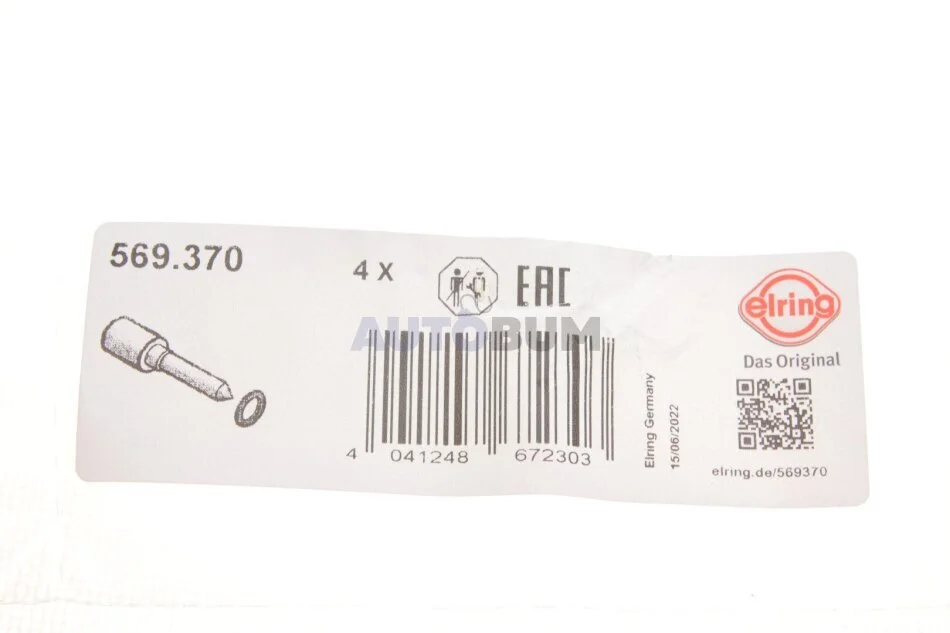 569.370
4 X
EAC
AUTOBUM
4 041248 672303
Elring Germany
15/06/2022
elring
Das Original
elring.de/569370